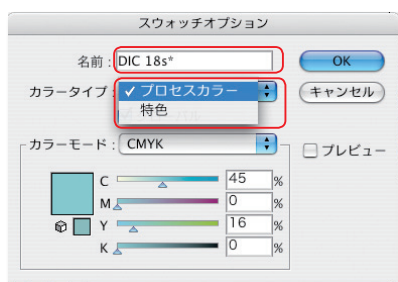 スウォッチオプション
名前 : DIC 18s*
OK
カラータイプ :
✓ プロセスカラー
特色
キャンセル
カラーモード : CMYK
プレビュー
C 45 %
M 0 %
Y 16 %
K 0 %